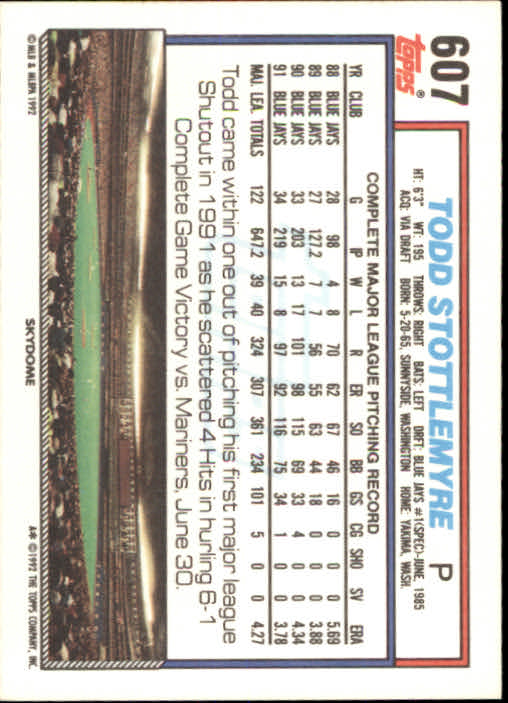 607
topps®
TODD STOTTLEMYRE P
HT: 6'3" WT: 195 THROWS: RIGHT BATS: LEFT DRFT: BLUE JAYS #1(SPEC)-JUNE, 1985
ACQ: VIA DRAFT BORN: 5-20-65, SUNNYSIDE, WASHINGTON HOME: YAKIMA, WASH.
COMPLETE MAJOR LEAGUE PITCHING RECORD
YR CLUB G IP W L R ER SO BB GS CG SHO SV ERA
88 BLUE JAYS 28 98 4 8 70 62 67 46 16 0 0 0 5.69
89 BLUE JAYS 27 127.2 7 7 56 55 63 44 18 0 0 0 3.88
90 BLUE JAYS 33 203 13 17 101 98 115 69 33 4 0 0 4.34
91 BLUE JAYS 34 219 15 8 97 92 116 75 34 1 0 0 3.78
MAJ. LEA. TOTALS 122 647.2 39 40 324 307 361 234 101 5 0 0 4.27
Todd came within one out of pitching his first major league
Shutout in 1991 as he scattered 4 Hits in hurling 6-1
Complete Game Victory vs. Mariners, June 30.
SKYDOME
© MLB & MLBPA 1992
A* © 1992 THE TOPPS COMPANY, INC.